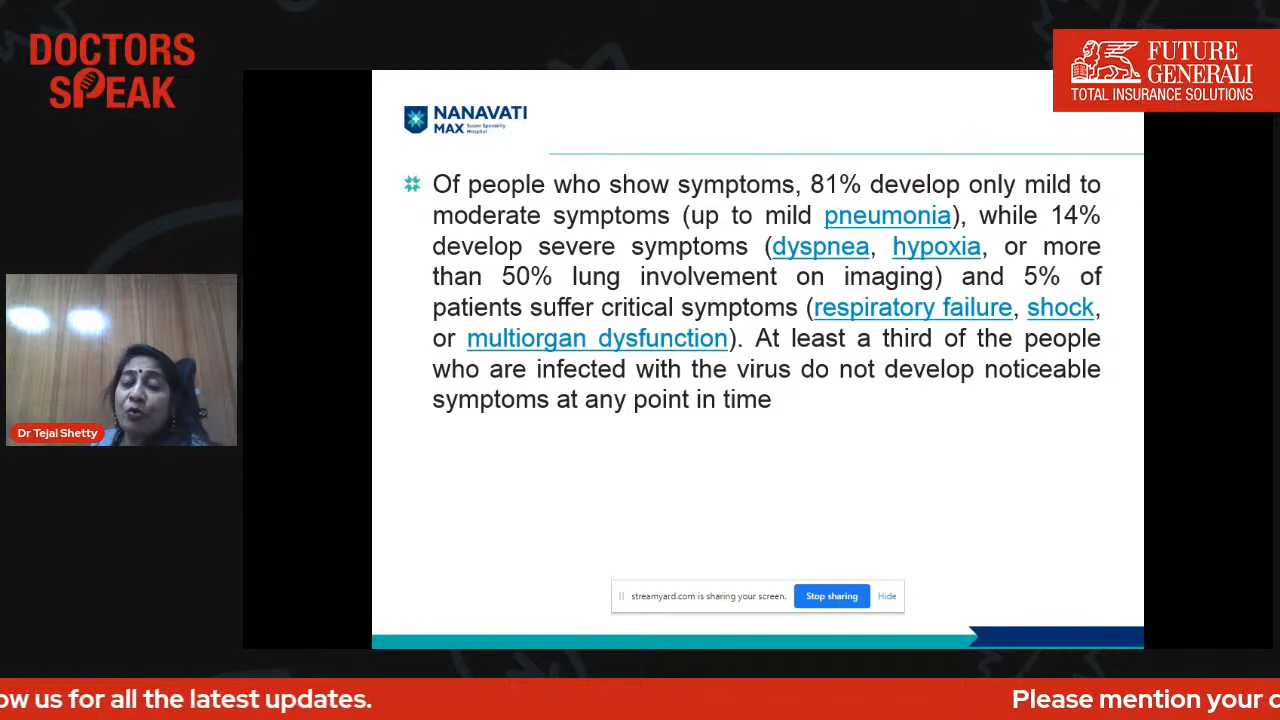 DOCTORS
SPEAK
FUTURE
GENERALI
TOTAL INSURANCE SOLUTIONS
NANAVATI
MAX Super Speciality
Hospital
Of people who show symptoms, 81% develop only mild to
moderate symptoms (up to mild pneumonia), while 14%
develop severe symptoms (dyspnea, hypoxia, or more
than 50% lung involvement on imaging) and 5% of
patients suffer critical symptoms (respiratory failure, shock,
or multiorgan dysfunction). At least a third of the people
who are infected with the virus do not develop noticeable
symptoms at any point in time
Dr Tejal Shetty
streamyard.com is sharing your screen. Stop sharing Hide
ow us for all the latest updates. Please mention your